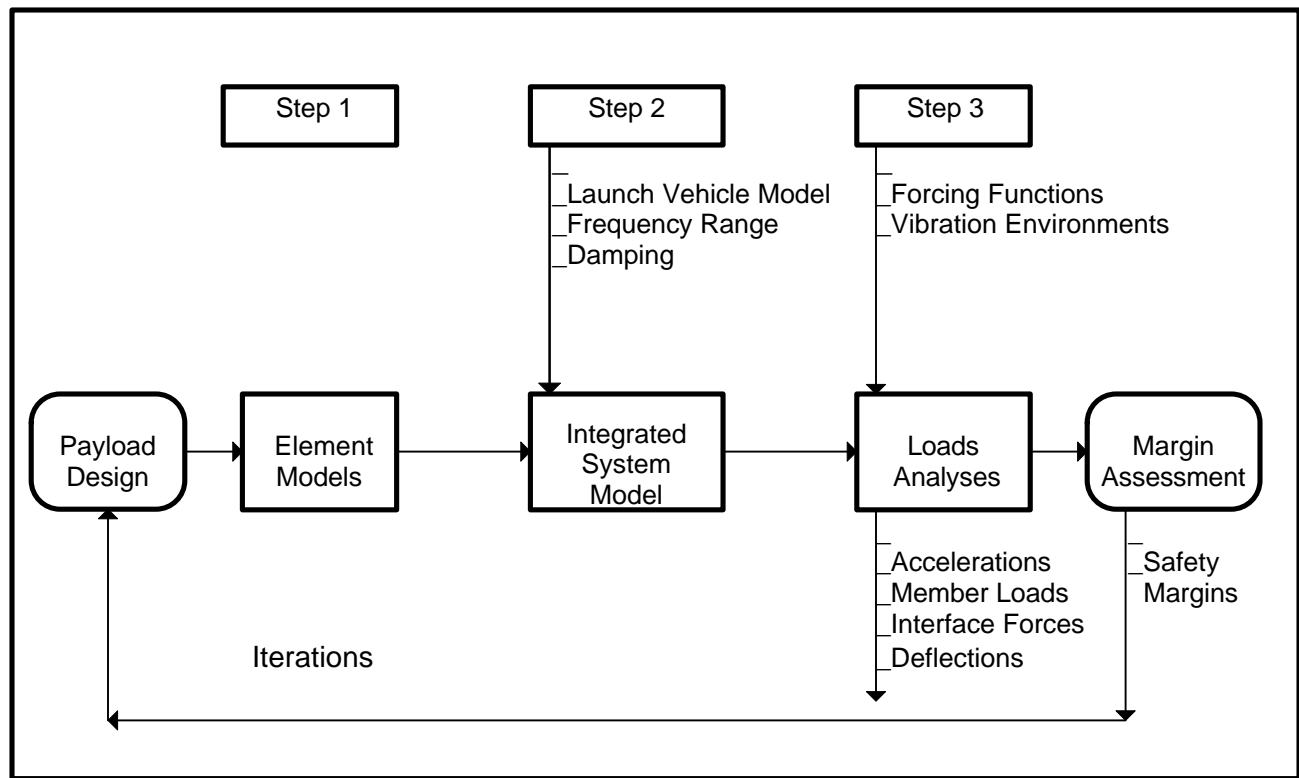 Step 1
Step 2
Step 3
Launch Vehicle Model
Frequency Range
Damping
Forcing Functions
Vibration Environments
Payload
Design
Element
Models
Integrated
System
Model
Loads
Analyses
Margin
Assessment
Accelerations
Member Loads
Interface Forces
Deflections
Safety
Margins
Iterations